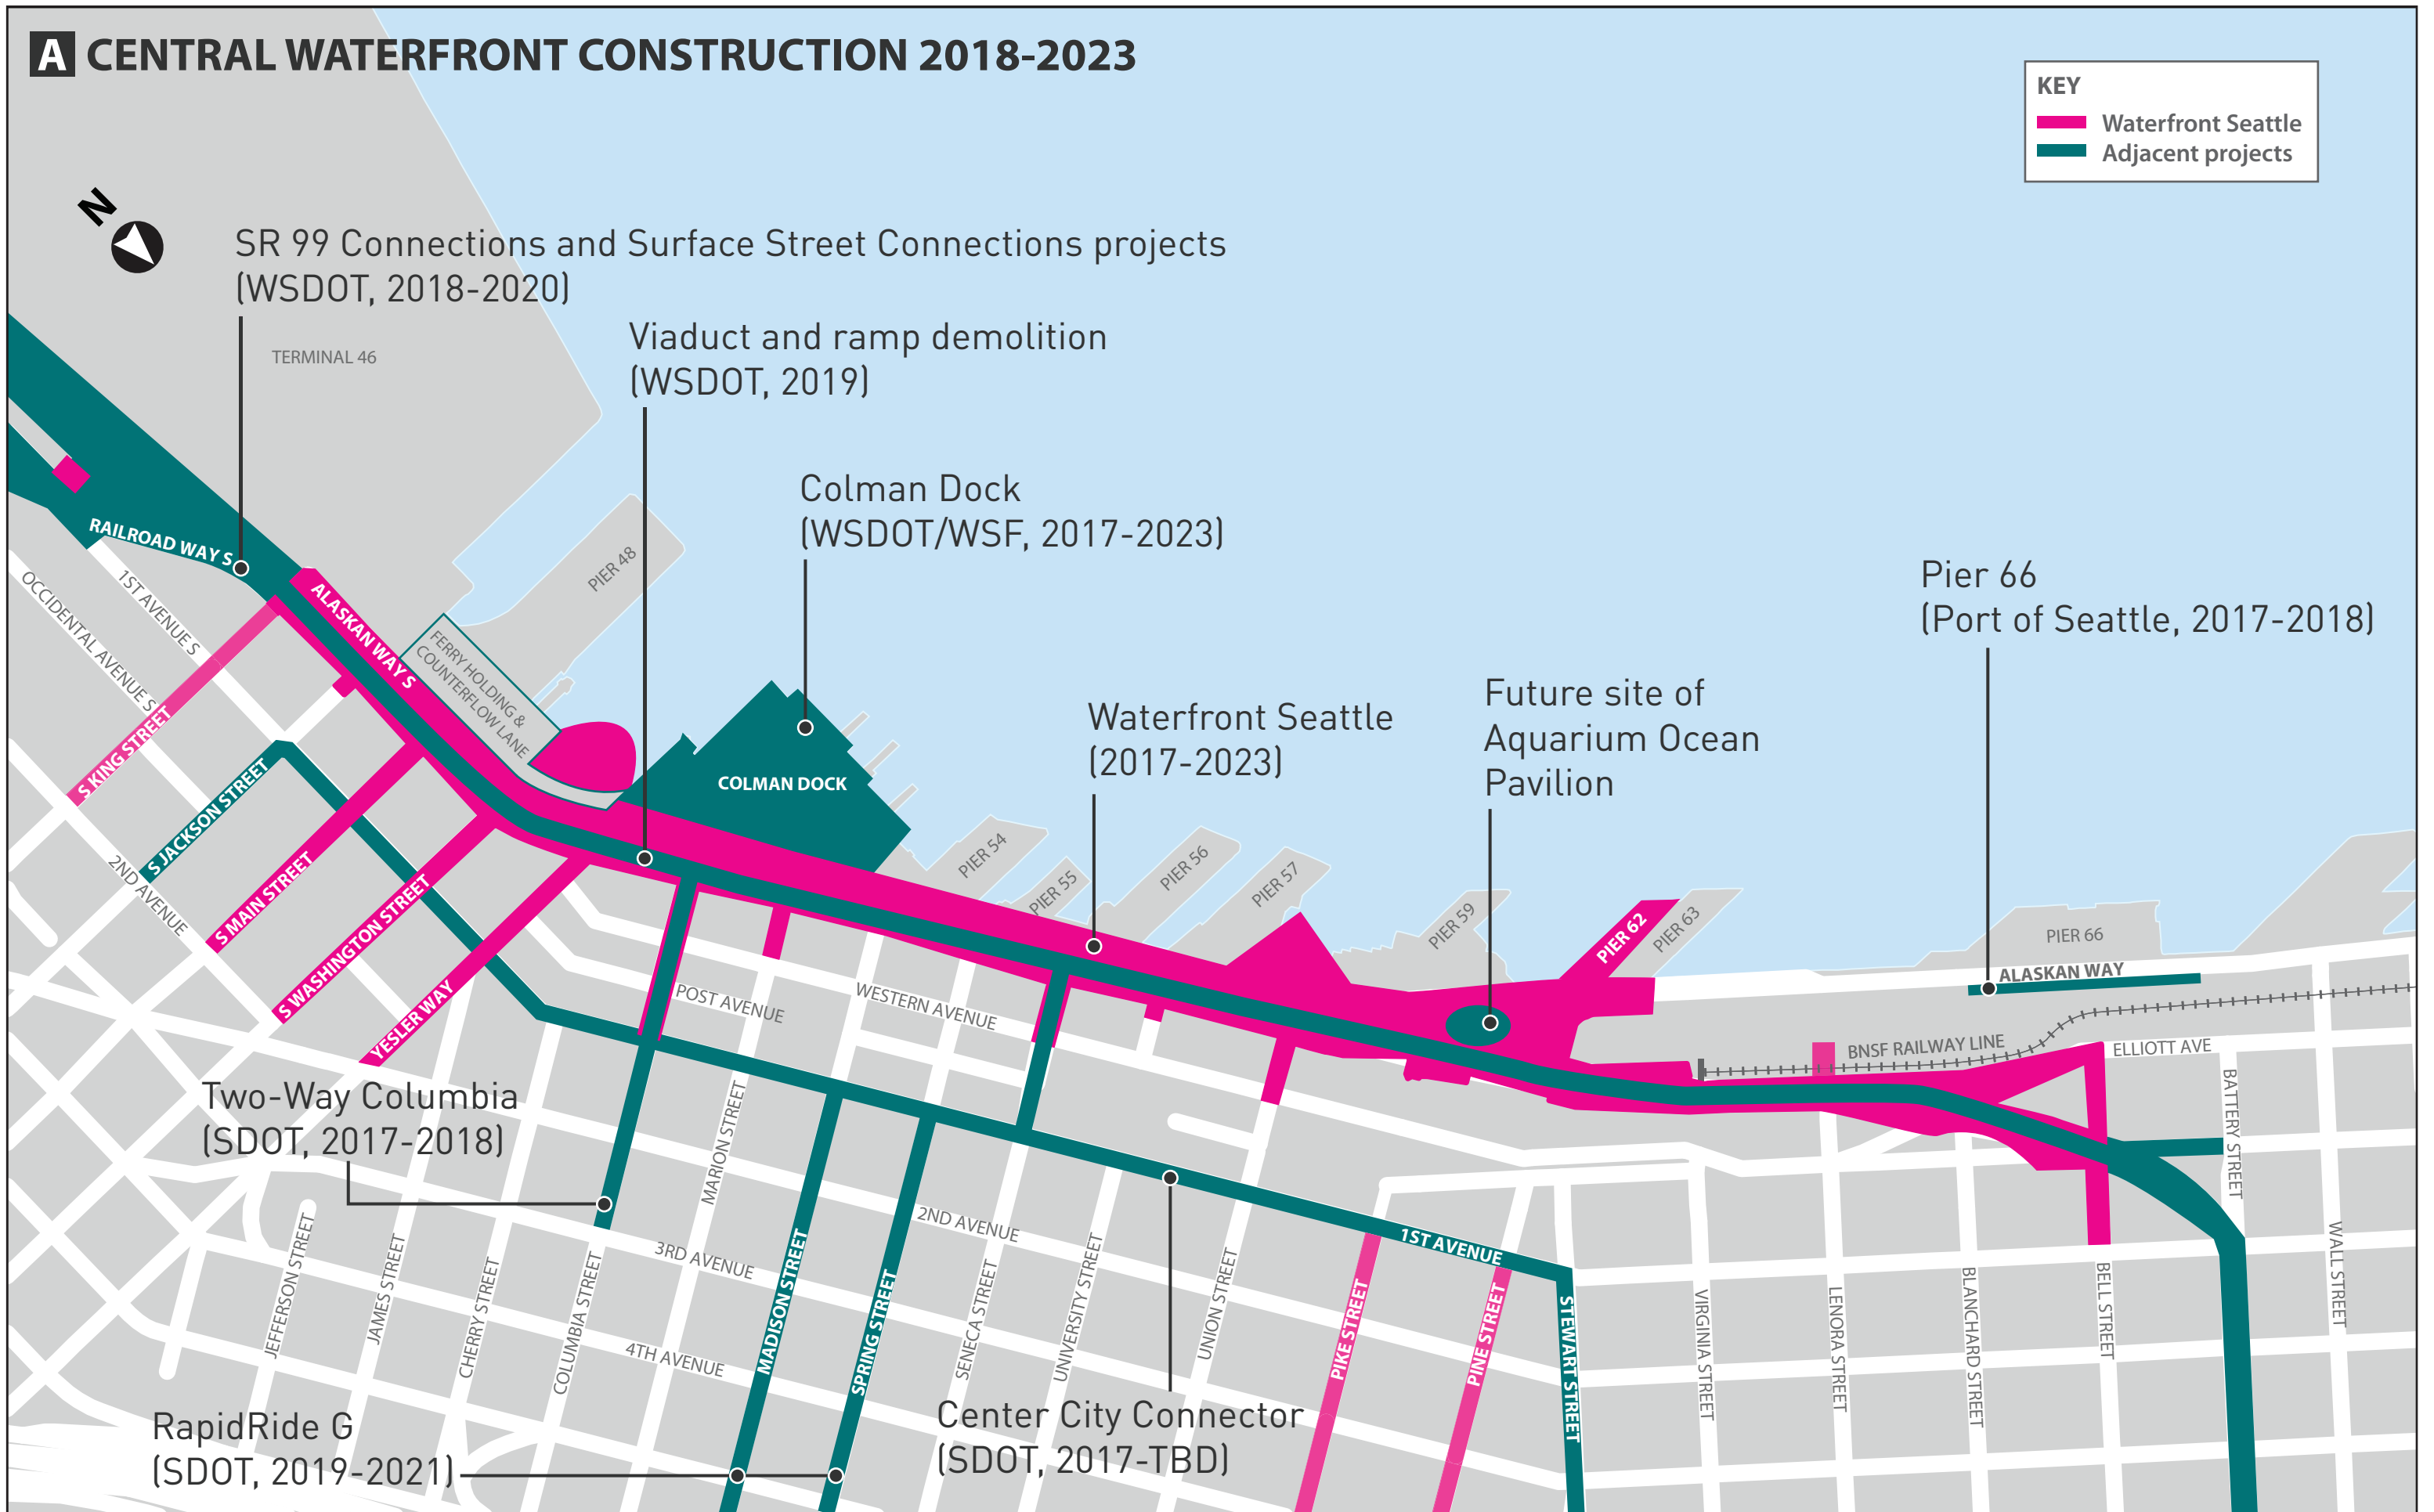 A CENTRAL WATERFRONT CONSTRUCTION 2018-2023
KEY
Waterfront Seattle
Adjacent projects
N
SR 99 Connections and Surface Street Connections projects
(WSDOT, 2018-2020)
TERMINAL 46
Viaduct and ramp demolition
(WSDOT, 2019)
Colman Dock
(WSDOT/WSF, 2017-2023)
Pier 66
(Port of Seattle, 2017-2018)
Waterfront Seattle
(2017-2023)
Future site of
Aquarium Ocean
Pavilion
RAILROAD WAY S
1ST AVENUE S
OCCIDENTAL AVENUE S
ALASKAN WAY S
FERRY HOLDING &
COUNTERFLOW LANE
PIER 48
COLMAN DOCK
PIER 54
PIER 55
PIER 56
PIER 57
PIER 59
PIER 62
PIER 63
PIER 66
ALASKAN WAY
BNSF RAILWAY LINE
ELLIOTT AVE
S KING STREET
S JACKSON STREET
2ND AVENUE
S MAIN STREET
S WASHINGTON STREET
YESLER WAY
POST AVENUE
WESTERN AVENUE
Two-Way Columbia
(SDOT, 2017-2018)
JEFFERSON STREET
JAMES STREET
CHERRY STREET
COLUMBIA STREET
MARION STREET
MADISON STREET
SPRING STREET
SENECA STREET
UNIVERSITY STREET
UNION STREET
PIKE STREET
PINE STREET
STEWART STREET
VIRGINIA STREET
LENORA STREET
BLANCHARD STREET
BELL STREET
BATTERY STREET
WALL STREET
1ST AVENUE
2ND AVENUE
3RD AVENUE
4TH AVENUE
RapidRide G
(SDOT, 2019-2021)
Center City Connector
(SDOT, 2017-TBD)